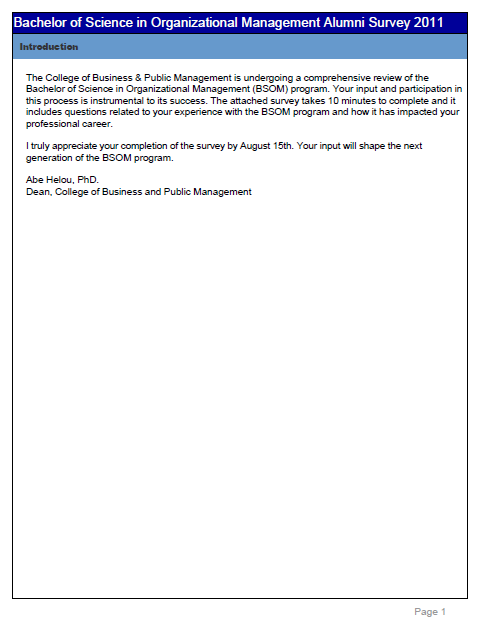 Bachelor of Science in Organizational Management Alumni Survey 2011
Introduction
The College of Business & Public Management is undergoing a comprehensive review of the
Bachelor of Science in Organizational Management (BSOM) program. Your input and participation in
this process is instrumental to its success. The attached survey takes 10 minutes to complete and it
includes questions related to your experience with the BSOM program and how it has impacted your
professional career.
I truly appreciate your completion of the survey by August 15th. Your input will shape the next
generation of the BSOM program.
Abe Helou, PhD.
Dean, College of Business and Public Management
Page 1